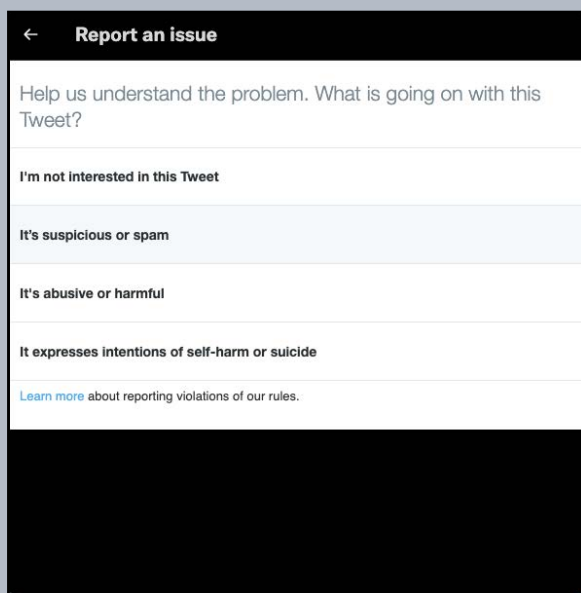 Report an issue
Help us understand the problem. What is going on with this
Tweet?
I'm not interested in this Tweet
It’s suspicious or spam
It's abusive or harmful
It expresses intentions of self-harm or suicide
Learn more about reporting violations of our rules.